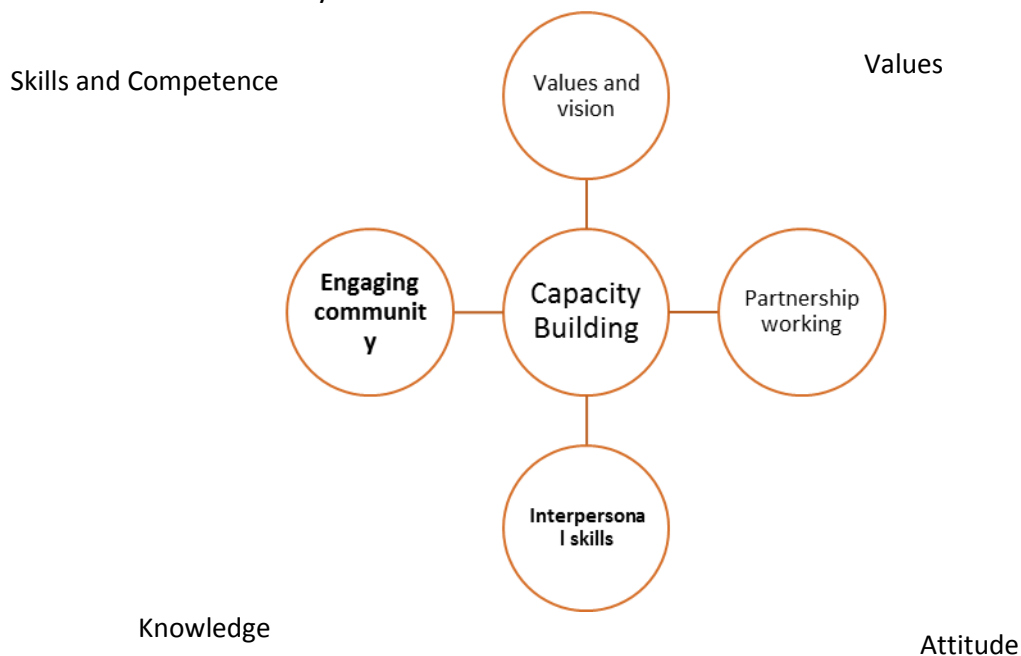 Values and
vision
Values
Skills and Competence
Engaging
communit
y
Capacity
Building
Partnership
working
Interpersona
l skills
Knowledge
Attitude